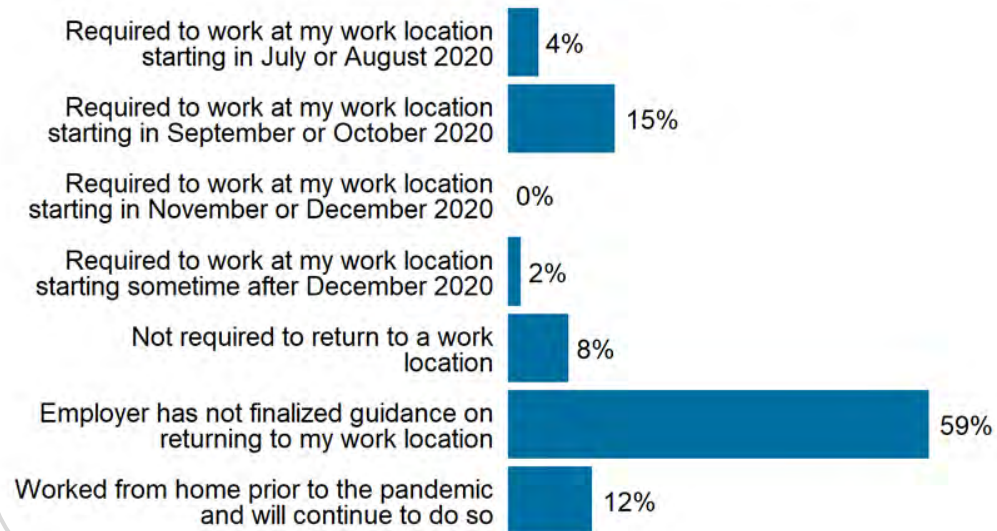 Required to work at my work location
starting in July or August 2020
4%
Required to work at my work location
starting in September or October 2020
15%
Required to work at my work location
starting in November or December 2020
0%
Required to work at my work location
starting sometime after December 2020
2%
Not required to return to a work
location
8%
Employer has not finalized guidance on
returning to my work location
59%
Worked from home prior to the pandemic
and will continue to do so
12%